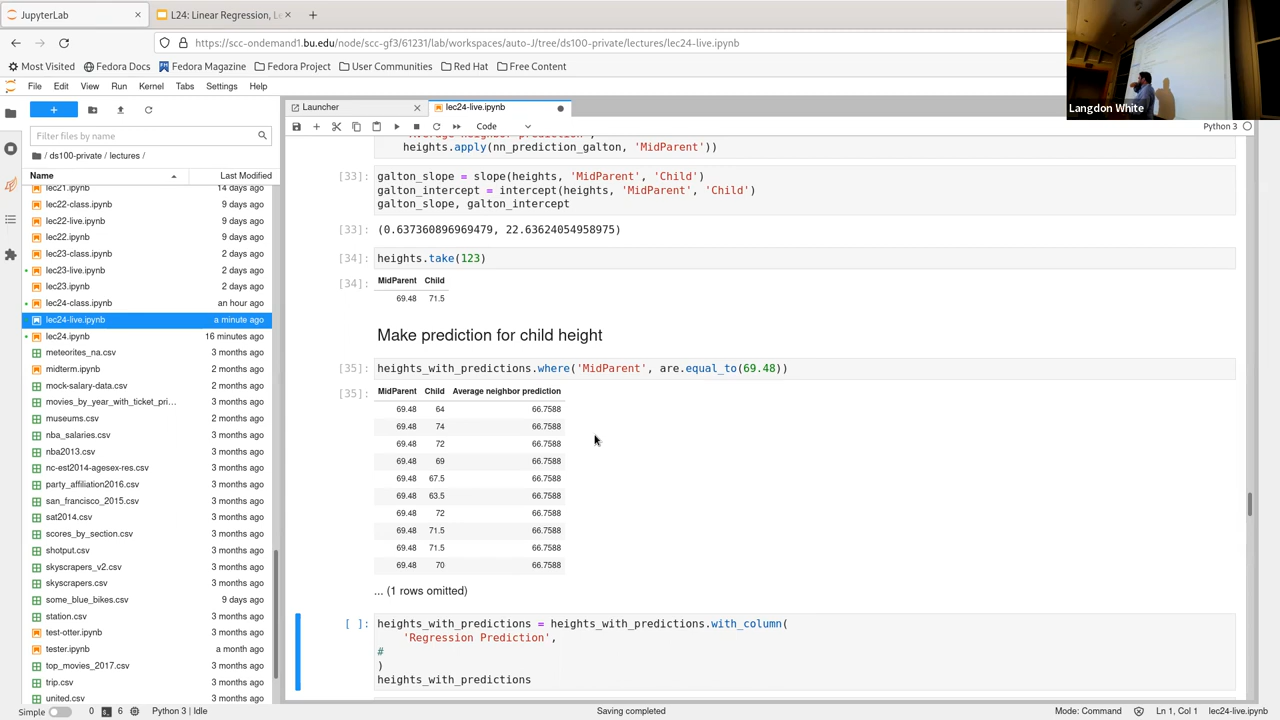 JupyterLab
L24: Linear Regression, Le
https://scc-ondemand1.bu.edu/node/scc-gf3/61231/lab/workspaces/auto-J/tree/ds100-private/lectures/lec24-live.ipynb
Most Visited
Fedora Docs
Fedora Magazine
Fedora Project
User Communities
Red Hat
Free Content
Langdon White
File Edit View Run Kernel Tabs Settings Help
Launcher
lec24-live.ipynb
Code
Python 3
Filter files by name
/ ds100-private / lectures /
Name Last Modified
lec21.ipynb 14 days ago
lec22-class.ipynb 9 days ago
lec22-live.ipynb 9 days ago
lec22.ipynb 9 days ago
lec23-class.ipynb 2 days ago
lec23-live.ipynb 2 days ago
lec23.ipynb 2 days ago
lec24-class.ipynb an hour ago
lec24-live.ipynb a minute ago
lec24.ipynb 16 minutes ago
meteorites_na.csv 3 months ago
midterm.ipynb 2 months ago
mock-salary-data.csv 2 months ago
movies_by_year_with_ticket_pri... 3 months ago
museums.csv 2 months ago
nba_salaries.csv 3 months ago
nba2013.csv 3 months ago
nc-est2014-agesex-res.csv 3 months ago
party_affiliation2016.csv 3 months ago
san_francisco_2015.csv 3 months ago
sat2014.csv 3 months ago
scores_by_section.csv 3 months ago
shotput.csv 3 months ago
skyscrapers_v2.csv 3 months ago
skyscrapers.csv 3 months ago
some_blue_bikes.csv 9 days ago
station.csv 3 months ago
test-otter.ipynb 2 months ago
tester.ipynb a month ago
top_movies_2017.csv 3 months ago
trip.csv 3 months ago
united.csv 3 months ago
'Average neighbor prediction',
heights.apply(nn_prediction_galton, 'MidParent'))
[33]: galton_slope = slope(heights, 'MidParent', 'Child')
galton_intercept = intercept(heights, 'MidParent', 'Child')
galton_slope, galton_intercept
[33]: (0.637360896969479, 22.63624054958975)
[34]: heights.take(123)
[34]: MidParent Child
69.48 71.5
Make prediction for child height
[35]: heights_with_predictions.where('MidParent', are.equal_to(69.48))
[35]: MidParent Child Average neighbor prediction
69.48 64 66.7588
69.48 74 66.7588
69.48 72 66.7588
69.48 69 66.7588
69.48 67.5 66.7588
69.48 63.5 66.7588
69.48 72 66.7588
69.48 71.5 66.7588
69.48 71.5 66.7588
69.48 70 66.7588
... (1 rows omitted)
[ ]: heights_with_predictions = heights_with_predictions.with_column(
'Regression Prediction',
#
)
heights_with_predictions
Simple 0 6 Python 3 | Idle Saving completed Mode: Command Ln 1, Col 1 lec24-live.ipynb